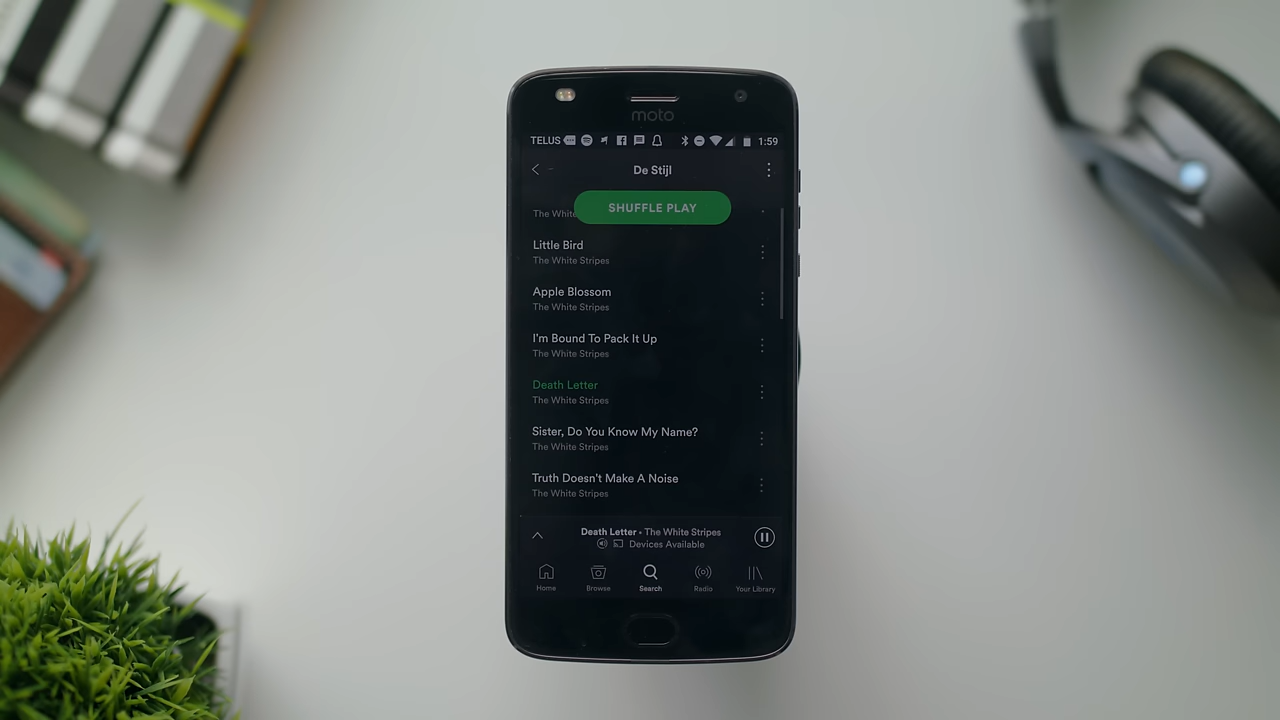 moto
TELUS 1:59
De Stijl
SHUFFLE PLAY
The White
Little Bird
The White Stripes
Apple Blossom
The White Stripes
I'm Bound To Pack It Up
The White Stripes
Death Letter
The White Stripes
Sister, Do You Know My Name?
The White Stripes
Truth Doesn't Make A Noise
The White Stripes
Death Letter • The White Stripes
Devices Available
Home Browse Search Radio Your Library